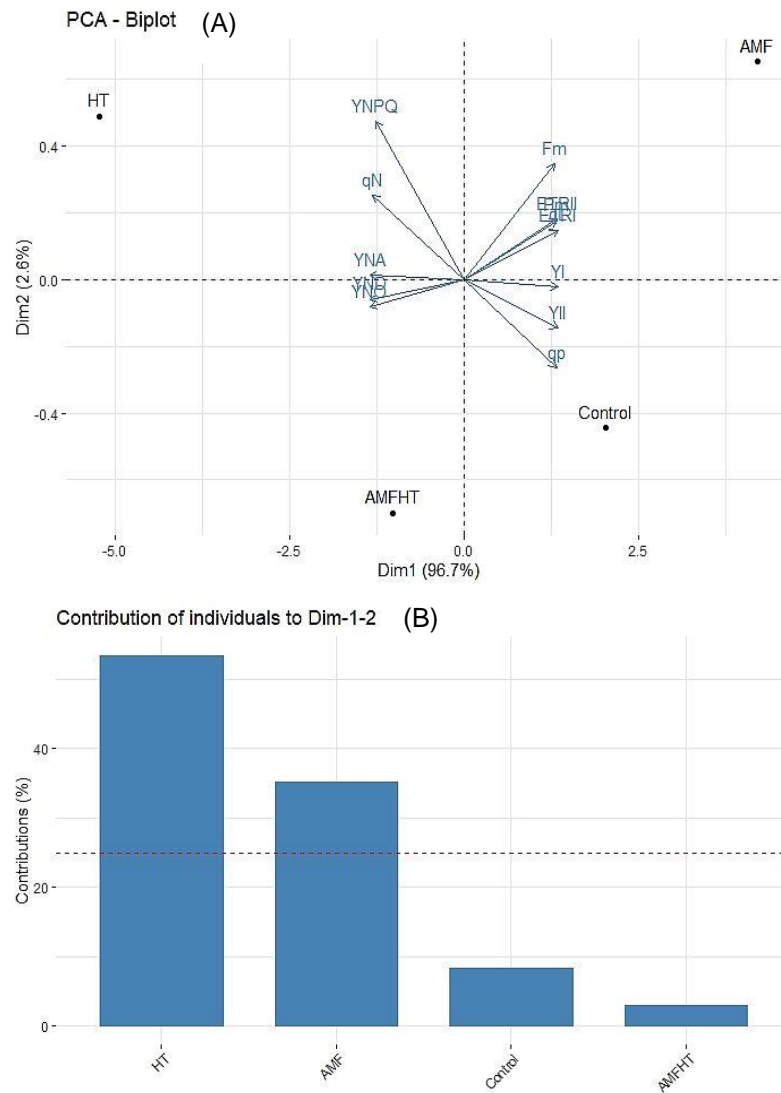 PCA - Biplot (A)
AMF
HT
YNPQ
Fm
qN
ETRII
ETRI
YNA
YI
YII
qp
Control
AMFHT
0.4
0.0
-0.4
Dim2 (2.6%)
-5.0 -2.5 0.0 2.5
Dim1 (96.7%)
Contribution of individuals to Dim-1-2 (B)
40
20
0
Contributions (%)
HT AMF Control AMFHT